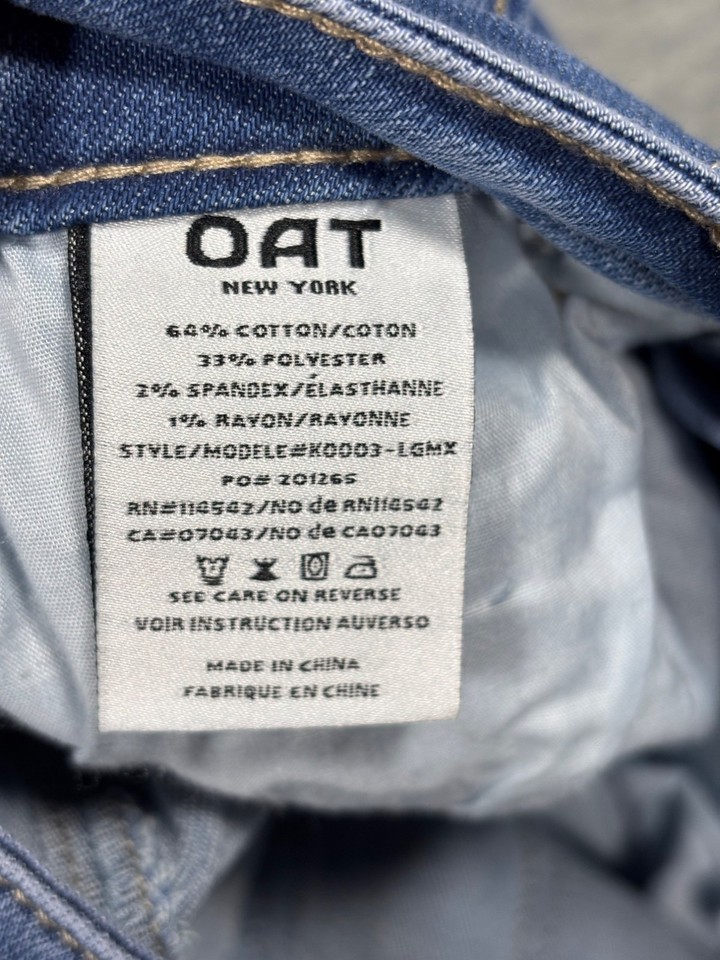 OAT
NEW YORK
64% COTTON/COTON
33% POLYESTER
2% SPANDEX/ÉLASTHANNE
1% RAYON/RAYONNE
STYLE/MODELE#K0003-LGMX
PO# 201265
RN#114542/NO de RN114542
CA#07043/NO de CA07043
SEE CARE ON REVERSE
VOIR INSTRUCTION AUVERSO
MADE IN CHINA
FABRIQUE EN CHINE